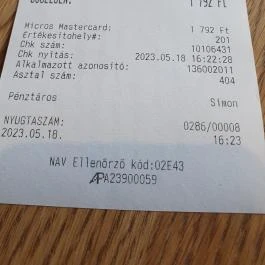 1 792 Ft
Micros Mastercard: 1 792 Ft
Értékesítőhely#: 201
Chk szám: 10106431
Chk nyitás: 2023.05.18 16:22:28
Alkalmazott azonosító: 136002011
Asztal szám: 404
Pénztáros Simon
NYUGTASZÁM: 0286/00008
2023.05.18. 16:23
NAV Ellenőrző kód:02E43
AP A23900059